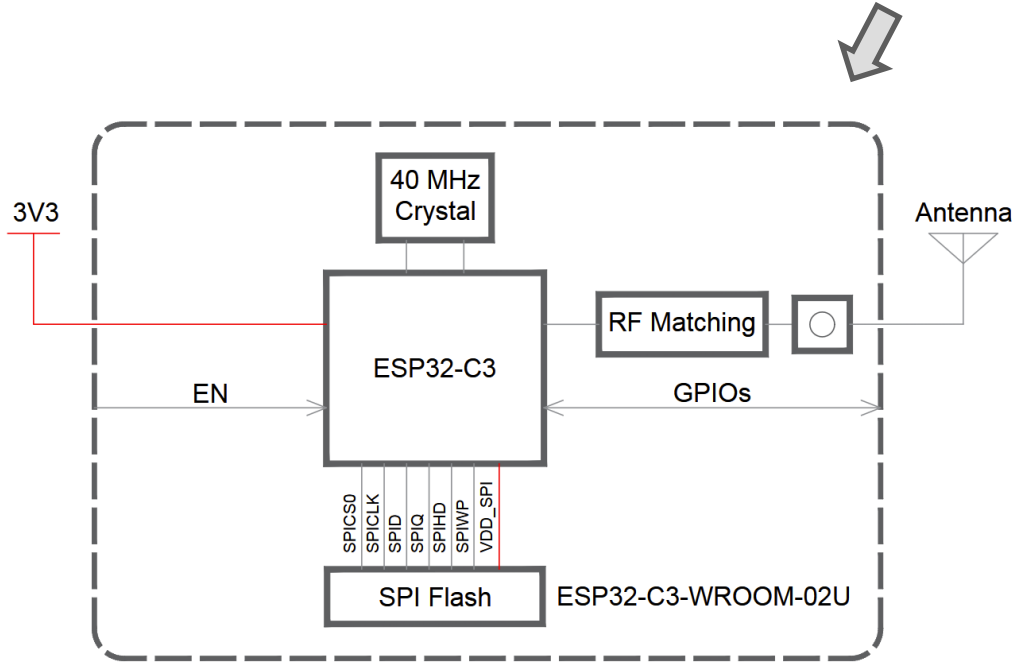 40 MHz
Crystal
3V3
Antenna
RF Matching
ESP32-C3
EN
GPIOs
SPICS0
SPICLK
SPID
SPIQ
SPIHD
SPIWP
VDD_SPI
SPI Flash
ESP32-C3-WROOM-02U